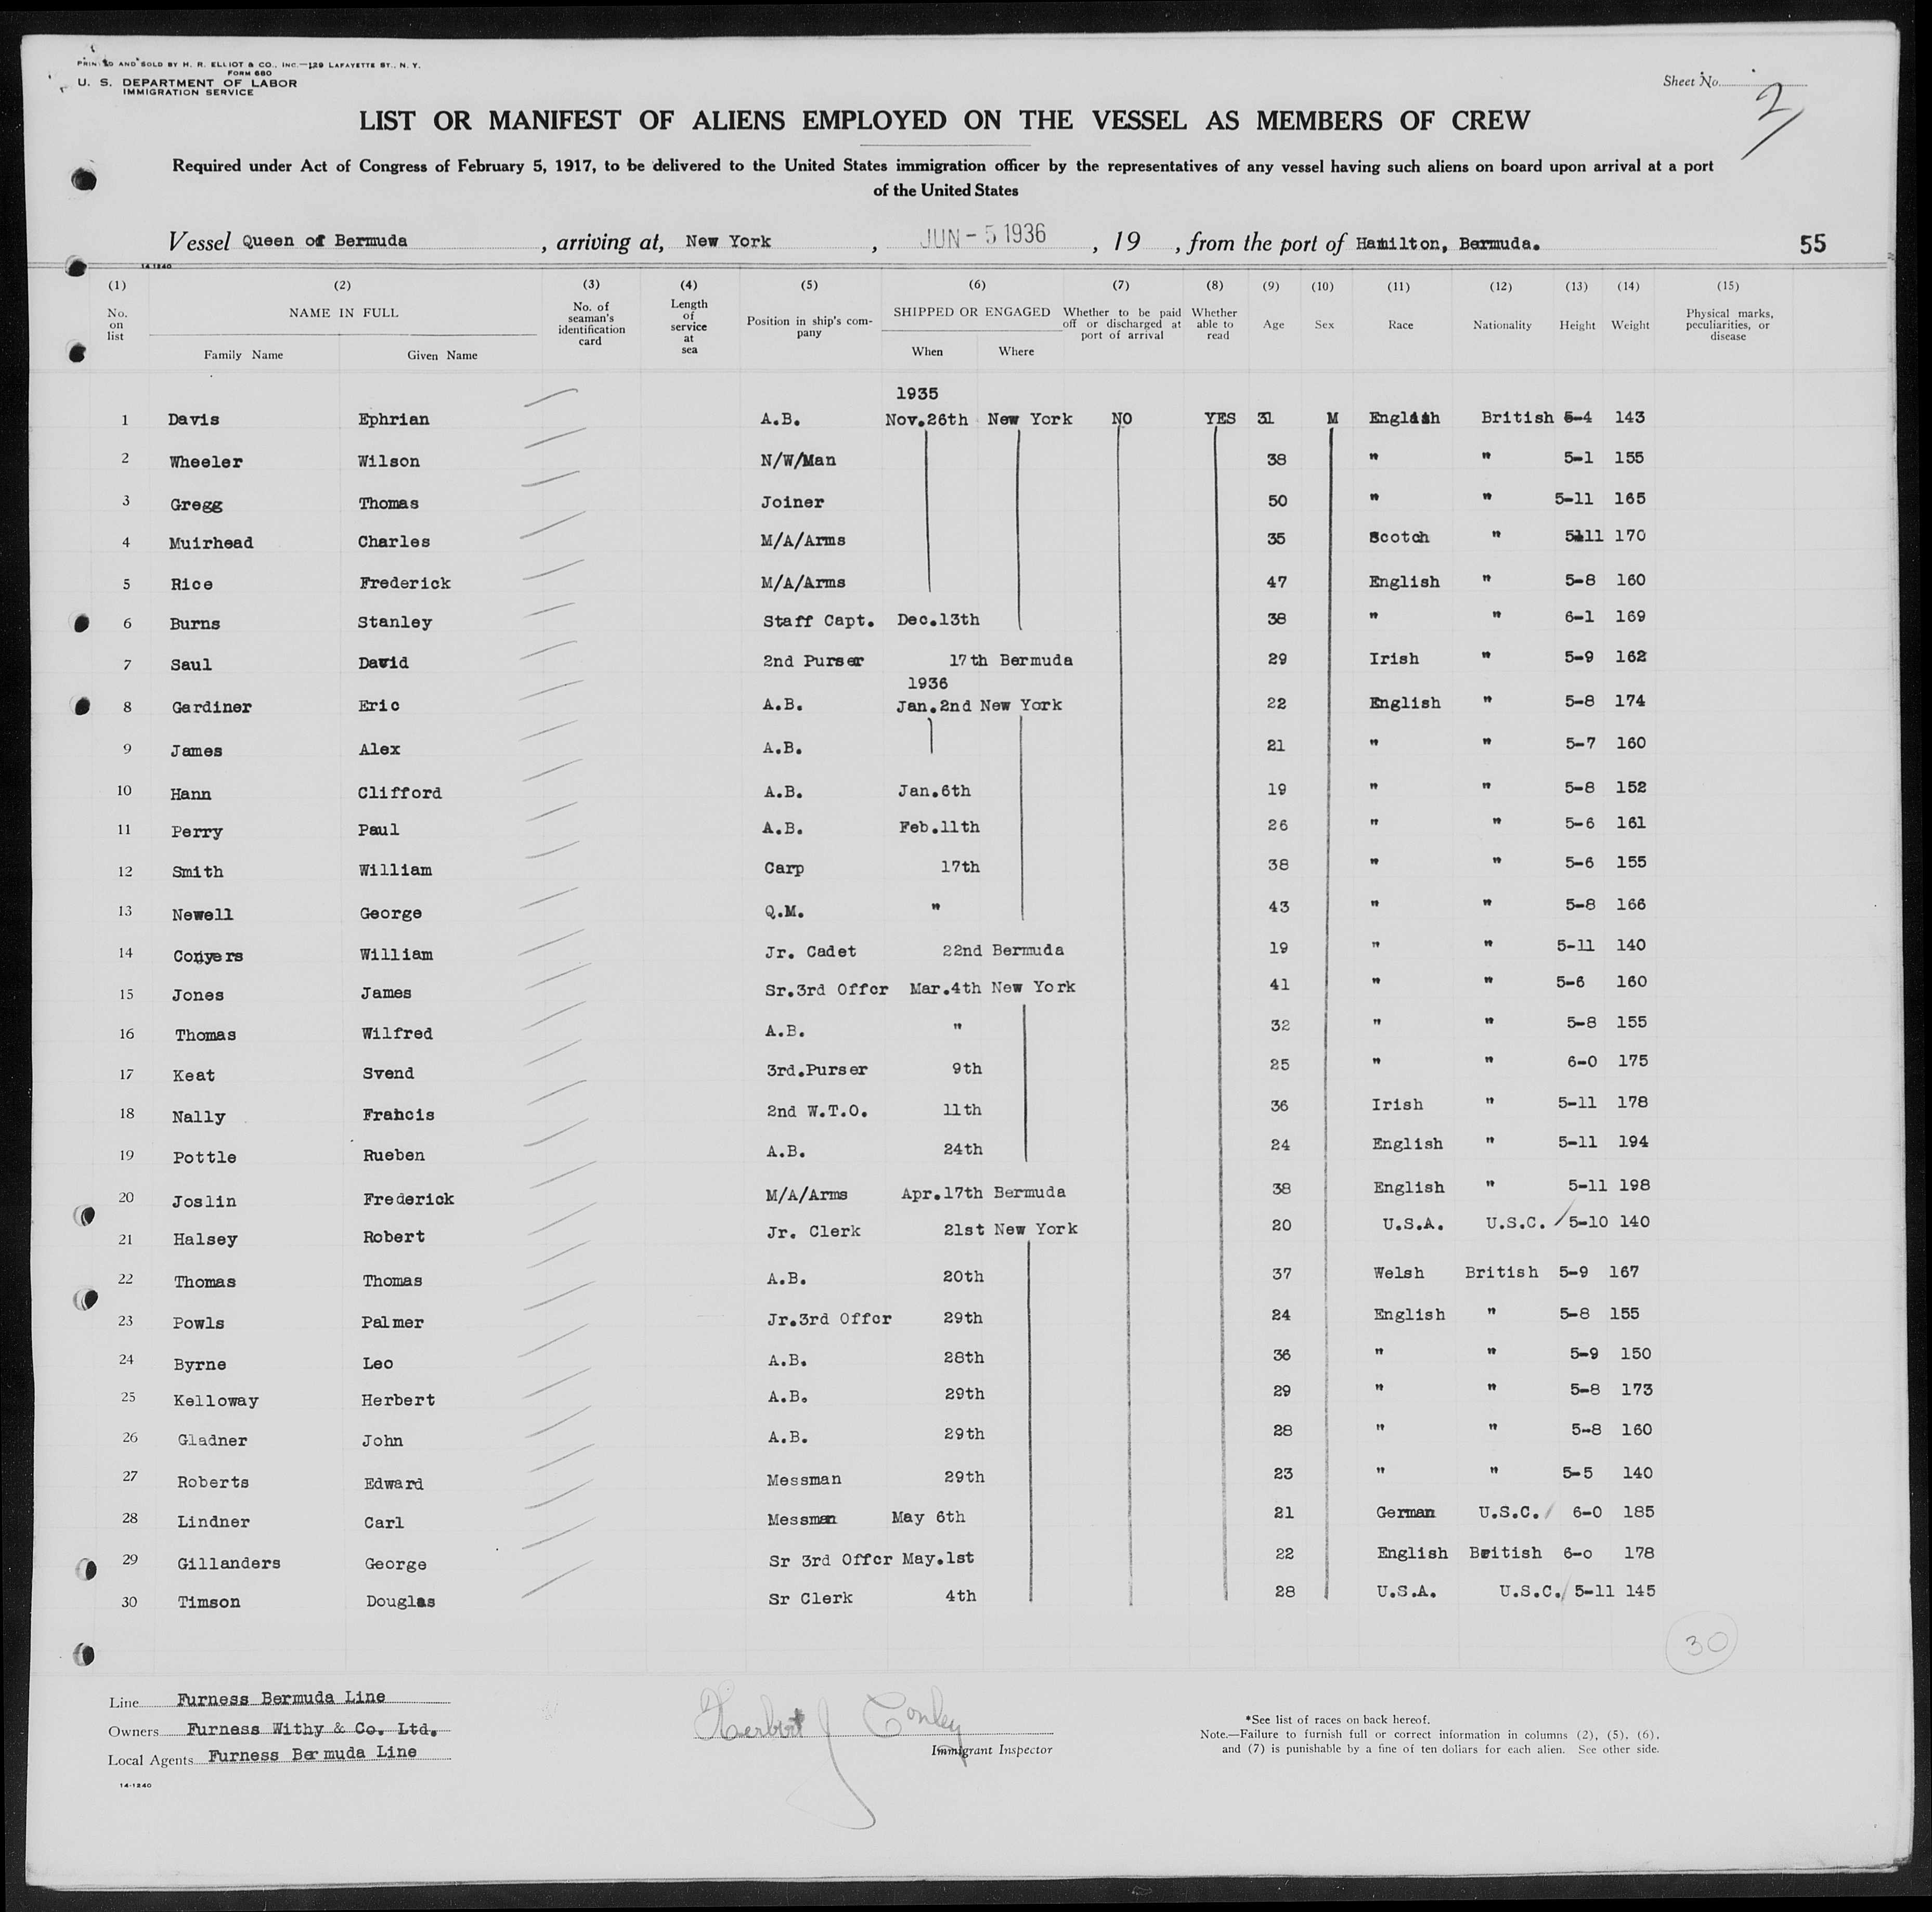 PRINTED AND SOLD BY H. R. ELLIOT & CO., INC.—129 LAFAYETTE ST., N. Y.
FORM 680
U. S. DEPARTMENT OF LABOR
IMMIGRATION SERVICE
Sheet No. 2
LIST OR MANIFEST OF ALIENS EMPLOYED ON THE VESSEL AS MEMBERS OF CREW
Required under Act of Congress of February 5, 1917, to be delivered to the United States immigration officer by the representatives of any vessel having such aliens on board upon arrival at a port
of the United States
Vessel Queen of Bermuda, arriving at, New York, JUN - 5 1936, 19 , from the port of Hamilton, Bermuda. 55
14-1240
(1) (2) (3) (4) (5) (6) (7) (8) (9) (10) (11) (12) (13) (14) (15)
No. on list NAME IN FULL Family Name Given Name No. of seaman's identification card Length of service at sea Position in ship's company SHIPPED OR ENGAGED When Where Whether to be paid off or discharged at port of arrival Whether able to read Age Sex Race Nationality Height Weight Physical marks, peculiarities, or disease
1935
1 Davis Ephrian A.B. Nov.26th New York NO YES 31 M English British 5-4 143
2 Wheeler Wilson N/W/Man 38 " " 5-1 155
3 Gregg Thomas Joiner 50 " " 5-11 165
4 Muirhead Charles M/A/Arms 35 Scotch " 5-11 170
5 Rice Frederick M/A/Arms 47 English " 5-8 160
6 Burns Stanley Staff Capt. Dec.13th 38 " " 6-1 169
7 Saul David 2nd Purser 17th Bermuda 29 Irish " 5-9 162
1936
8 Gardiner Eric A.B. Jan.2nd New York 22 English " 5-8 174
9 James Alex A.B. 21 " " 5-7 160
10 Hann Clifford A.B. Jan.6th 19 " " 5-8 152
11 Perry Paul A.B. Feb.11th 26 " " 5-6 161
12 Smith William Carp 17th 38 " " 5-6 155
13 Newell George Q.M. " 43 " " 5-8 166
14 Conyers William Jr. Cadet 22nd Bermuda 19 " " 5-11 140
15 Jones James Sr.3rd Offcr Mar.4th New York 41 " " 5-6 160
16 Thomas Wilfred A.B. " 32 " " 5-8 155
17 Keat Svend 3rd.Purser 9th 25 " " 6-0 175
18 Nally Francis 2nd W.T.O. 11th 36 Irish " 5-11 178
19 Pottle Rueben A.B. 24th 24 English " 5-11 194
20 Joslin Frederick M/A/Arms Apr.17th Bermuda 38 English " 5-11 198
21 Halsey Robert Jr. Clerk 21st New York 20 U.S.A. U.S.C. 5-10 140
22 Thomas Thomas A.B. 20th 37 Welsh British 5-9 167
23 Powls Palmer Jr.3rd Offcr 29th 24 English " 5-8 155
24 Byrne Leo A.B. 28th 36 " " 5-9 150
25 Kelloway Herbert A.B. 29th 29 " " 5-8 173
26 Gladner John A.B. 29th 28 " " 5-8 160
27 Roberts Edward Messman 29th 23 " " 5-5 140
28 Lindner Carl Messman May 6th 21 German U.S.C. 6-0 185
29 Gillanders George Sr 3rd Offcr May.1st 22 English British 6-o 178
30 Timson Douglas Sr Clerk 4th 28 U.S.A. U.S.C. 5-11 145
30
Line Furness Bermuda Line
Owners Furness Withy & Co. Ltd.
Local Agents Furness Bermuda Line
14-1240
Herbert J Conley
Immigrant Inspector
*See list of races on back hereof.
Note.—Failure to furnish full or correct information in columns (2), (5), (6),
and (7) is punishable by a fine of ten dollars for each alien. See other side.